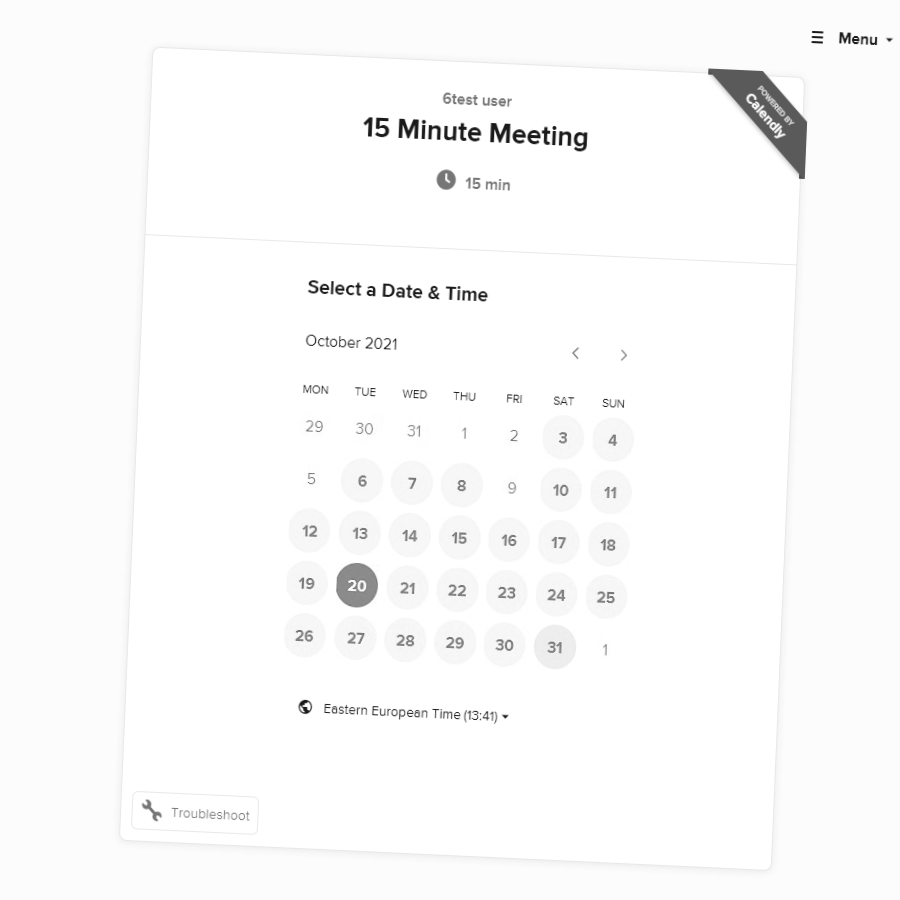 Menu
POWERED BY
Calendly
6test user
15 Minute Meeting
15 min
Select a Date & Time
October 2021
MON TUE WED THU FRI SAT SUN
29 30 31 1 2 3 4
5 6 7 8 9 10 11
12 13 14 15 16 17 18
19 20 21 22 23 24 25
26 27 28 29 30 31 1
Eastern European Time (13:41)
Troubleshoot